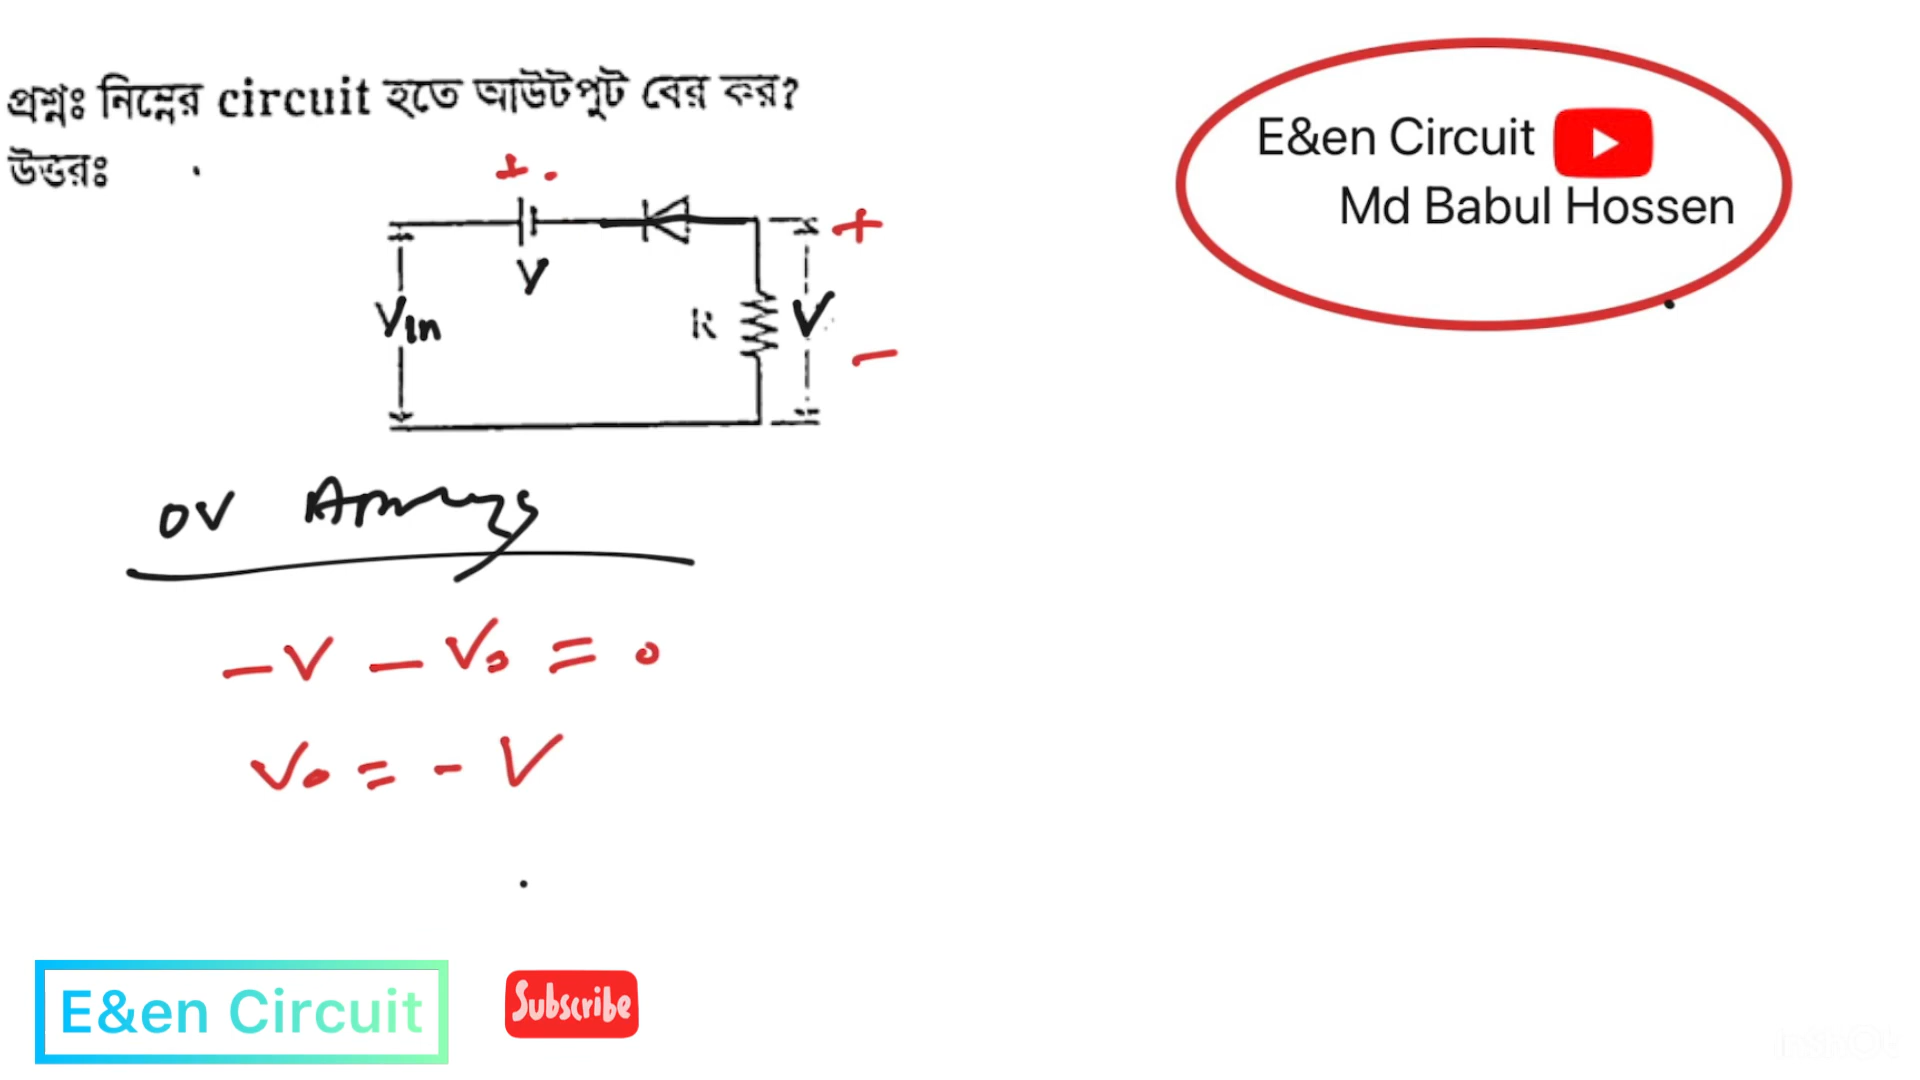 প্রশ্নঃ নিম্নের circuit হতে আউটপুট বের কর?
উত্তরঃ
E&en Circuit
Md Babul Hossen
+ -
+
V
Vin
R
V
-
0V
-V - V₀ = 0
V₀ = - V
E&en Circuit
Subscribe